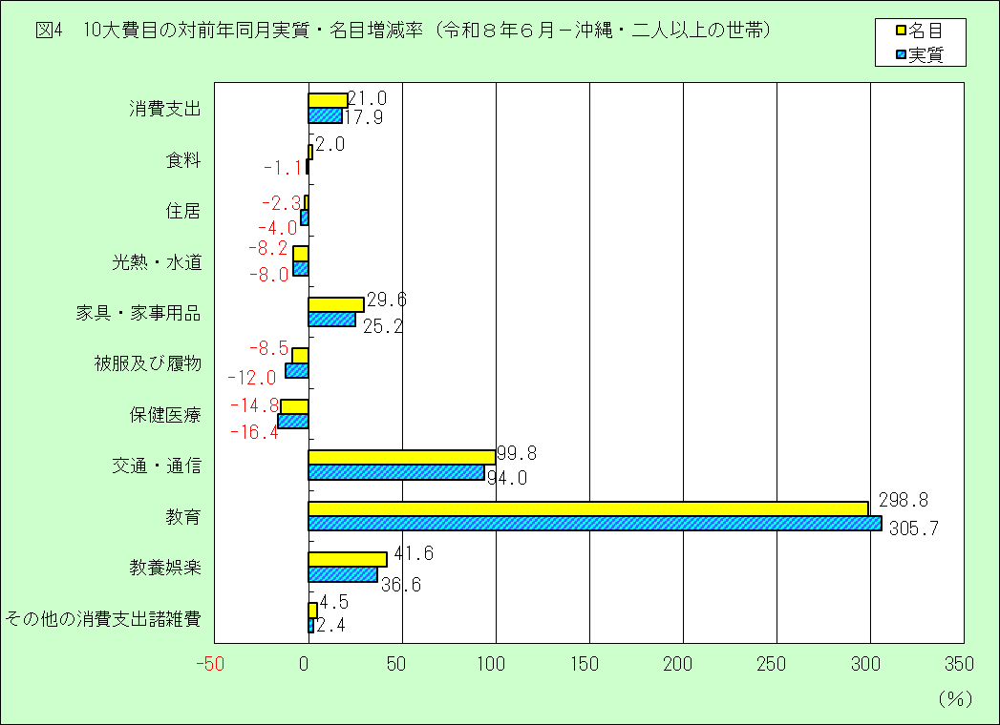 図4　10大費目の対前年同月実質・名目増減率（令和８年６月－沖縄・二人以上の世帯）
名目
実質
消費支出
21.0
17.9
食料
2.0
-1.1
住居
-2.3
-4.0
光熱・水道
-8.2
-8.0
家具・家事用品
29.6
25.2
被服及び履物
-8.5
-12.0
保健医療
-14.8
-16.4
交通・通信
99.8
94.0
教育
298.8
305.7
教養娯楽
41.6
36.6
その他の消費支出諸雑費
4.5
2.4
-50 0 50 100 150 200 250 300 350
（%）